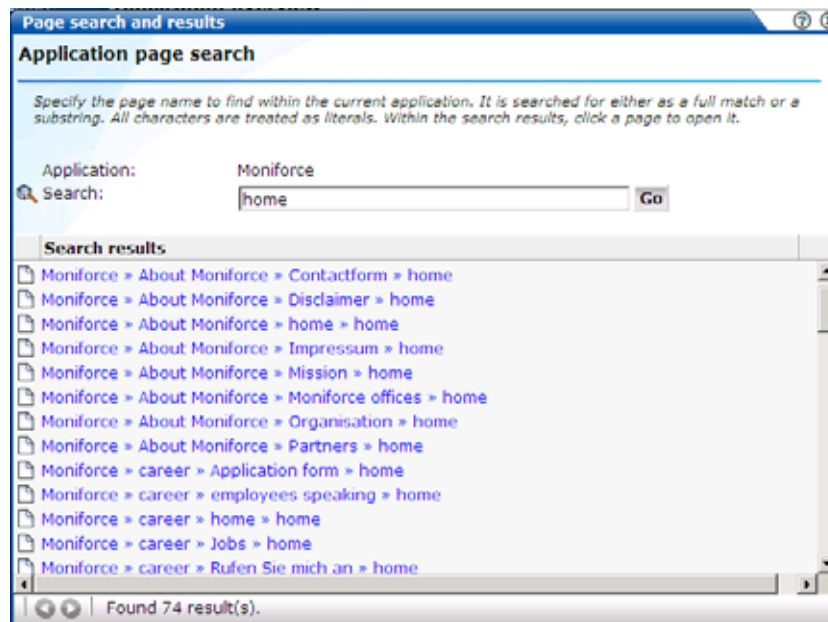 Page search and results
Application page search
Specify the page name to find within the current application. It is searched for either as a full match or a
substring. All characters are treated as literals. Within the search results, click a page to open it.
Application: Moniforce
Search: home Go
Search results
Moniforce » About Moniforce » Contactform » home
Moniforce » About Moniforce » Disclaimer » home
Moniforce » About Moniforce » home » home
Moniforce » About Moniforce » Impressum » home
Moniforce » About Moniforce » Mission » home
Moniforce » About Moniforce » Moniforce offices » home
Moniforce » About Moniforce » Organisation » home
Moniforce » About Moniforce » Partners » home
Moniforce » career » Application form » home
Moniforce » career » employees speaking » home
Moniforce » career » home » home
Moniforce » career » Jobs » home
Moniforce » career » Rufen Sie mich an » home
Found 74 result(s).